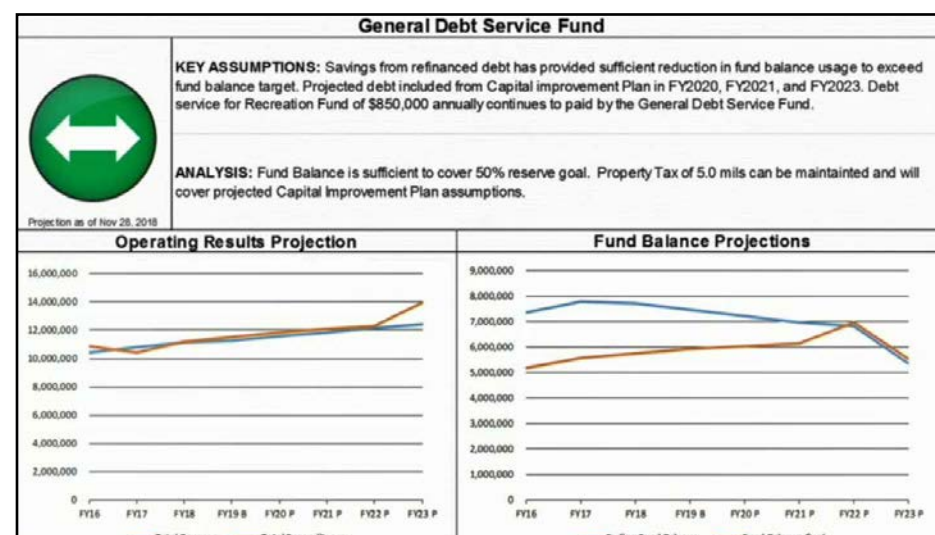 General Debt Service Fund
KEY ASSUMPTIONS: Savings from refinanced debt has provided sufficient reduction in fund balance usage to exceed
fund balance target. Projected debt included from Capital improvement Plan in FY2020, FY2021, and FY2023. Debt
service for Recreation Fund of $850,000 annually continues to paid by the General Debt Service Fund.
ANALYSIS: Fund Balance is sufficient to cover 50% reserve goal. Property Tax of 5.0 mils can be maintainted and will
cover projected Capital Improvement Plan assumptions.
Projection as of Nov 28, 2018
Operating Results Projection
16,000,000
14,000,000
12,000,000
10,000,000
8,000,000
6,000,000
4,000,000
2,000,000
0
FY16 FY17 FY18 FY19 B FY20 P FY21 P FY22 P FY23 P
Fund Balance Projections
9,000,000
8,000,000
7,000,000
6,000,000
5,000,000
4,000,000
3,000,000
2,000,000
1,000,000
0
FY16 FY17 FY18 FY19 B FY20 P FY21 P FY22 P FY23 P